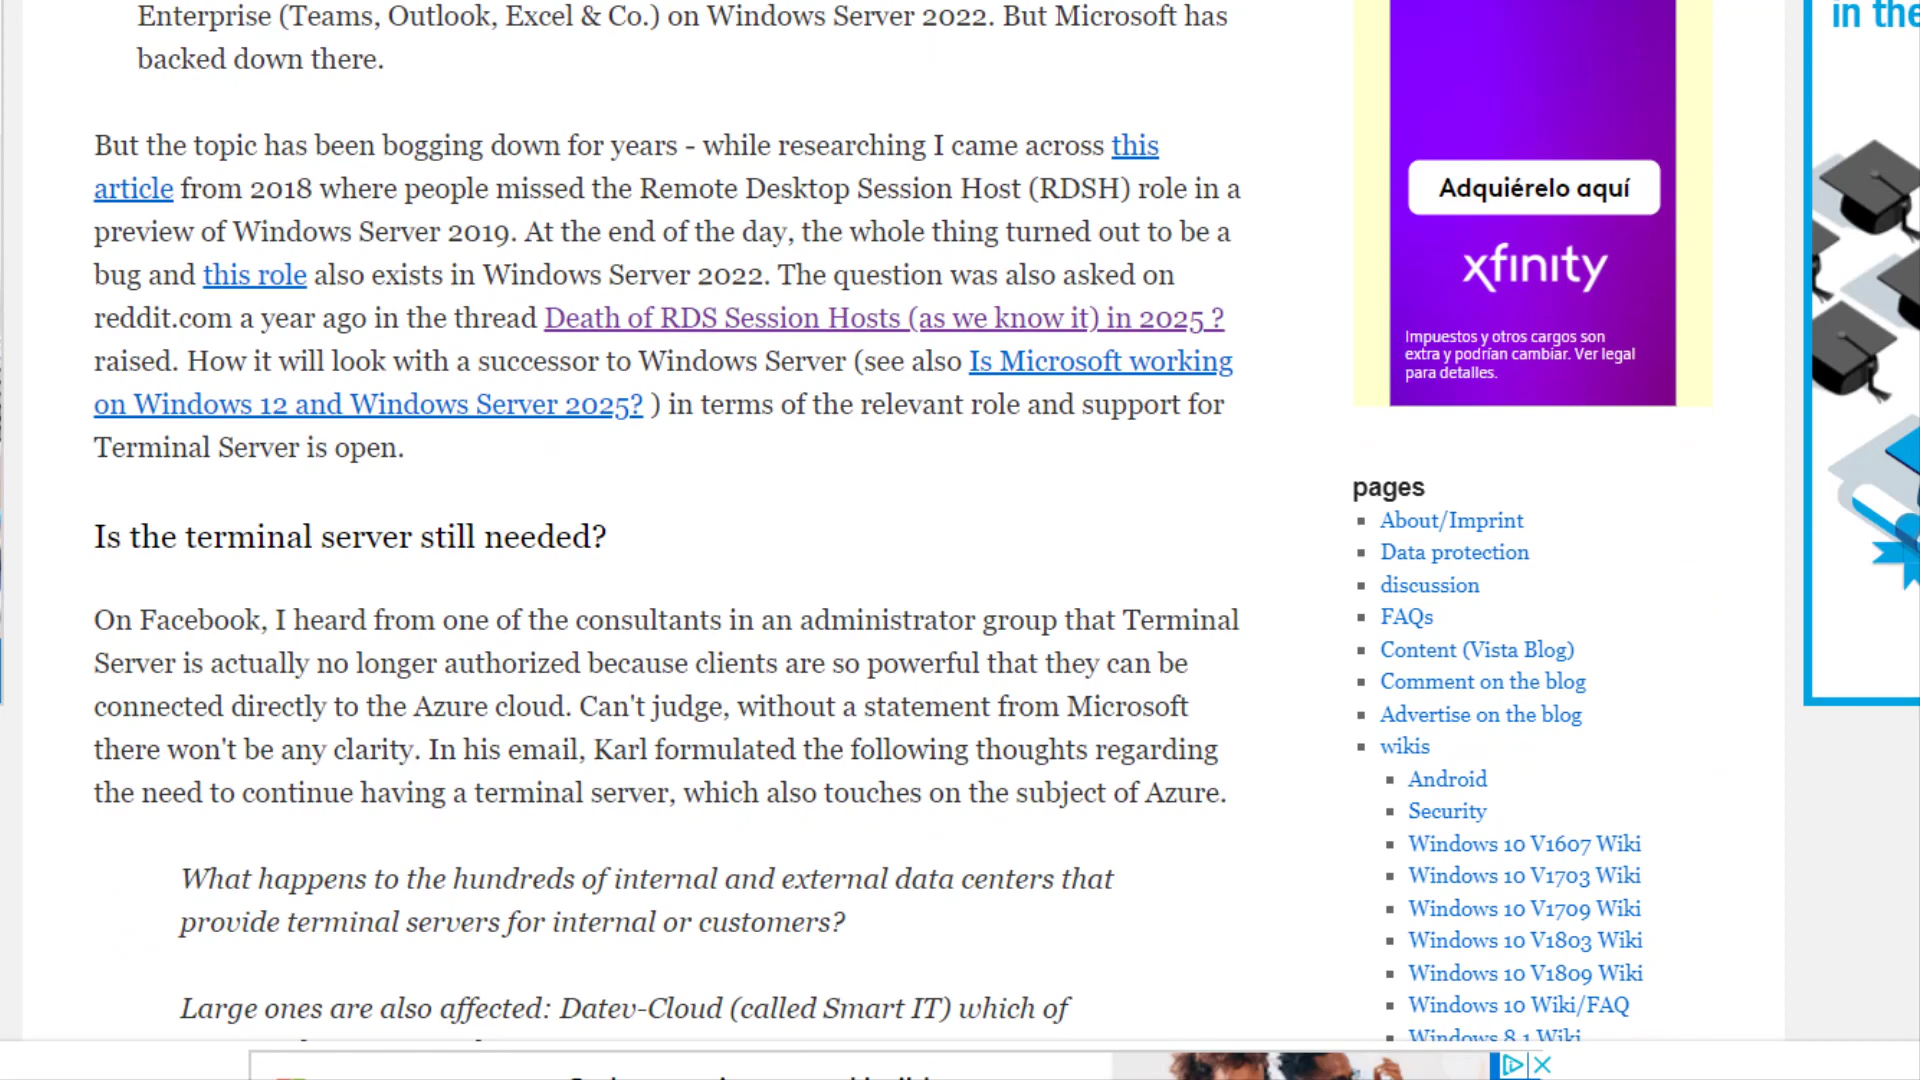 Enterprise (Teams, Outlook, Excel & Co.) on Windows Server 2022. But Microsoft has
backed down there.
But the topic has been bogging down for years - while researching I came across this
article from 2018 where people missed the Remote Desktop Session Host (RDSH) role in a
preview of Windows Server 2019. At the end of the day, the whole thing turned out to be a
bug and this role also exists in Windows Server 2022. The question was also asked on
reddit.com a year ago in the thread Death of RDS Session Hosts (as we know it) in 2025 ?
raised. How it will look with a successor to Windows Server (see also Is Microsoft working
on Windows 12 and Windows Server 2025? ) in terms of the relevant role and support for
Terminal Server is open.
Is the terminal server still needed?
On Facebook, I heard from one of the consultants in an administrator group that Terminal
Server is actually no longer authorized because clients are so powerful that they can be
connected directly to the Azure cloud. Can't judge, without a statement from Microsoft
there won't be any clarity. In his email, Karl formulated the following thoughts regarding
the need to continue having a terminal server, which also touches on the subject of Azure.
What happens to the hundreds of internal and external data centers that
provide terminal servers for internal or customers?
Large ones are also affected: Datev-Cloud (called Smart IT) which of
Adquiérelo aquí
xfinity
Impuestos y otros cargos son
extra y podrían cambiar. Ver legal
para detalles.
pages
About/Imprint
Data protection
discussion
FAQs
Content (Vista Blog)
Comment on the blog
Advertise on the blog
wikis
Android
Security
Windows 10 V1607 Wiki
Windows 10 V1703 Wiki
Windows 10 V1709 Wiki
Windows 10 V1803 Wiki
Windows 10 V1809 Wiki
Windows 10 Wiki/FAQ
Windows 8.1 Wiki
in the